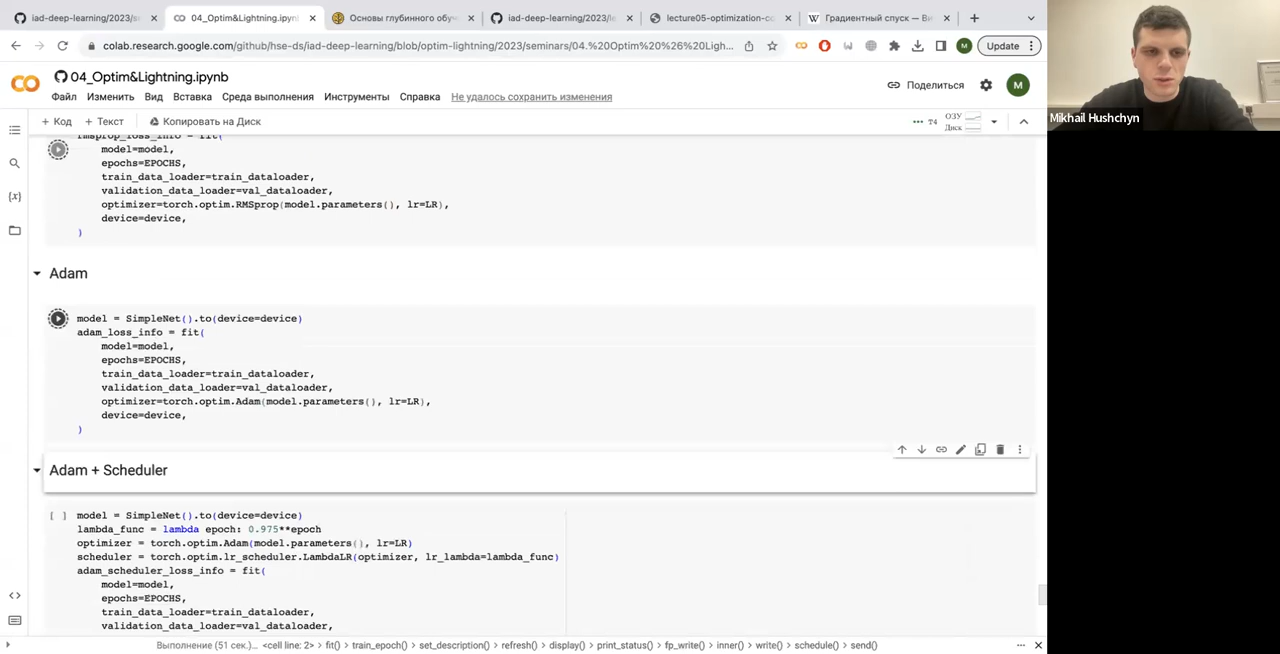 iad-deep-learning/2023/se
04_Optim&Lightning.ipynb
Основы глубинного обуч
iad-deep-learning/2023/lo
lecture05-optimization-co
Градиентный спуск — Ви
colab.research.google.com/github/hse-ds/iad-deep-learning/blob/optim-lightning/2023/seminars/04.%20Optim%20%26%20Ligh...
Update
04_Optim&Lightning.ipynb
Файл Изменить Вид Вставка Среда выполнения Инструменты Справка Не удалось сохранить изменения
Поделиться
M
Mikhail Hushchyn
+ Код + Текст Копировать на Диск
T4 ОЗУ
Диск
rmsprop_loss_info = fit(
model=model,
epochs=EPOCHS,
train_data_loader=train_dataloader,
validation_data_loader=val_dataloader,
optimizer=torch.optim.RMSprop(model.parameters(), lr=LR),
device=device,
)
Adam
model = SimpleNet().to(device=device)
adam_loss_info = fit(
model=model,
epochs=EPOCHS,
train_data_loader=train_dataloader,
validation_data_loader=val_dataloader,
optimizer=torch.optim.Adam(model.parameters(), lr=LR),
device=device,
)
Adam + Scheduler
[ ] model = SimpleNet().to(device=device)
lambda_func = lambda epoch: 0.975**epoch
optimizer = torch.optim.Adam(model.parameters(), lr=LR)
scheduler = torch.optim.lr_scheduler.LambdaLR(optimizer, lr_lambda=lambda_func)
adam_scheduler_loss_info = fit(
model=model,
epochs=EPOCHS,
train_data_loader=train_dataloader,
validation_data_loader=val_dataloader,
Выполнение (51 сек.)... <cell line: 2> > fit() > train_epoch() > set_description() > refresh() > display() > print_status() > fp_write() > inner() > write() > schedule() > send()